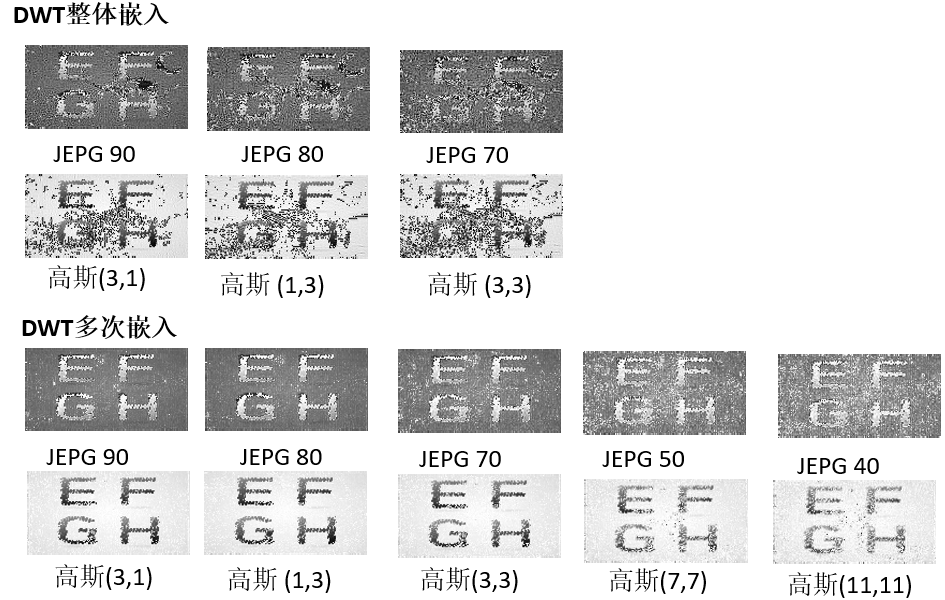 DWT整体嵌入
E F E F E F
G H G H G H
JEPG 90 JEPG 80 JEPG 70
E F E F E F
G H G H G H
高斯(3,1) 高斯 (1,3) 高斯 (3,3)
DWT多次嵌入
E F E F E F E F E F
G H G H G H G H G H
JEPG 90 JEPG 80 JEPG 70 JEPG 50 JEPG 40
E F E F E F E F E F
G H G H G H G H G H
高斯(3,1) 高斯 (1,3) 高斯(3,3) 高斯(7,7) 高斯(11,11)